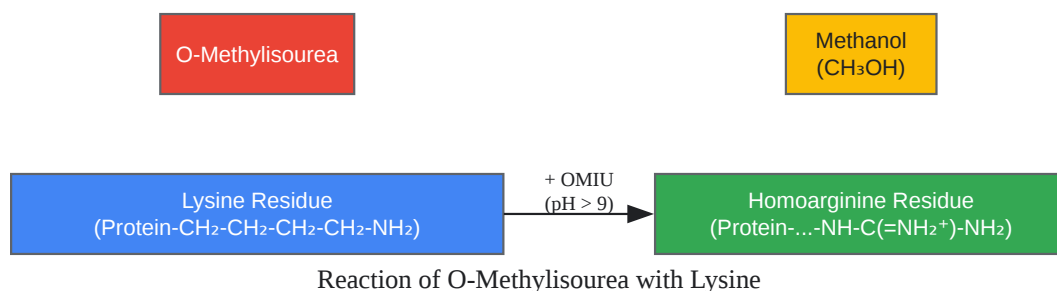 O-Methylisourea
Methanol
(CH₃OH)
Lysine Residue
(Protein-CH₂-CH₂-CH₂-CH₂-NH₂)
+ OMIU
(pH > 9)
Homoarginine Residue
(Protein-...-NH-C(=NH₂⁺)-NH₂)
Reaction of O-Methylisourea with Lysine